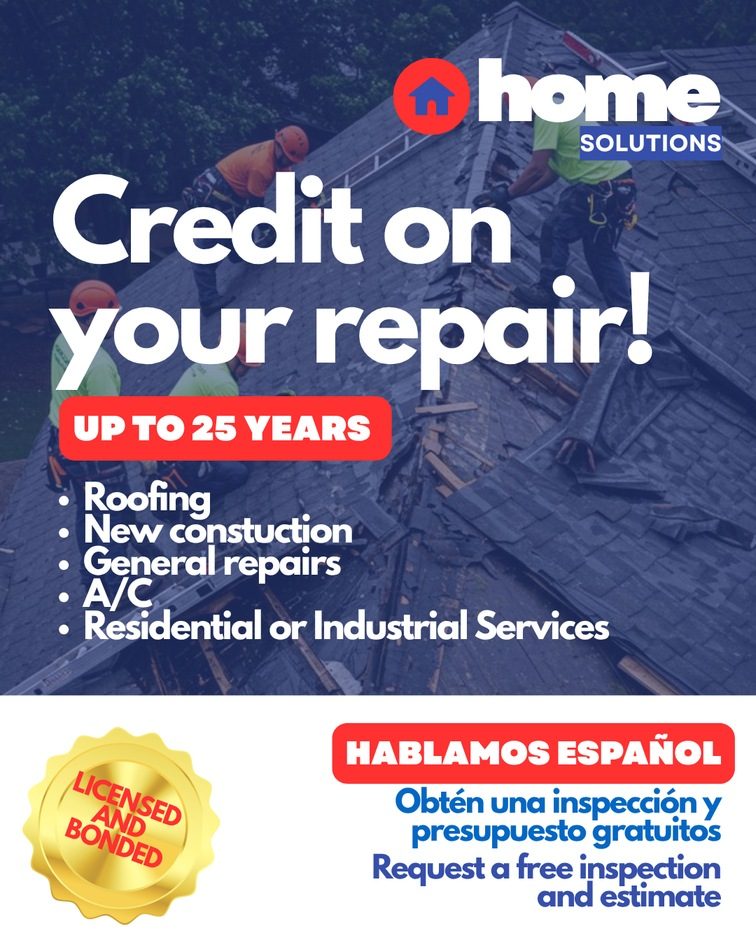 home
SOLUTIONS
Credit on
your repair!
UP TO 25 YEARS
• Roofing
• New constuction
• General repairs
• A/C
• Residential or Industrial Services
LICENSED
AND
BONDED
HABLAMOS ESPAÑOL
Obtén una inspección y
presupuesto gratuitos
Request a free inspection
and estimate